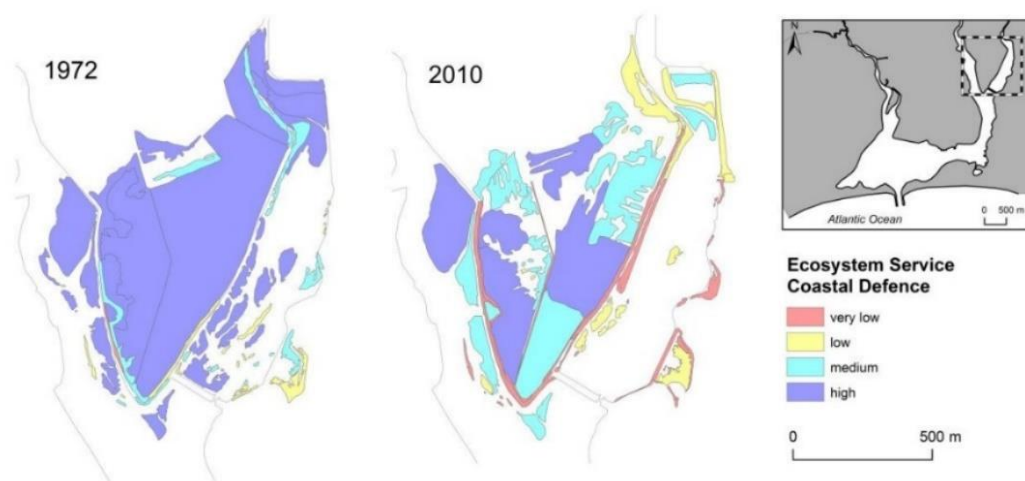 1972
2010
N
Atlantic Ocean
0 500 m
Ecosystem Service
Coastal Defence
very low
low
medium
high
0 500 m